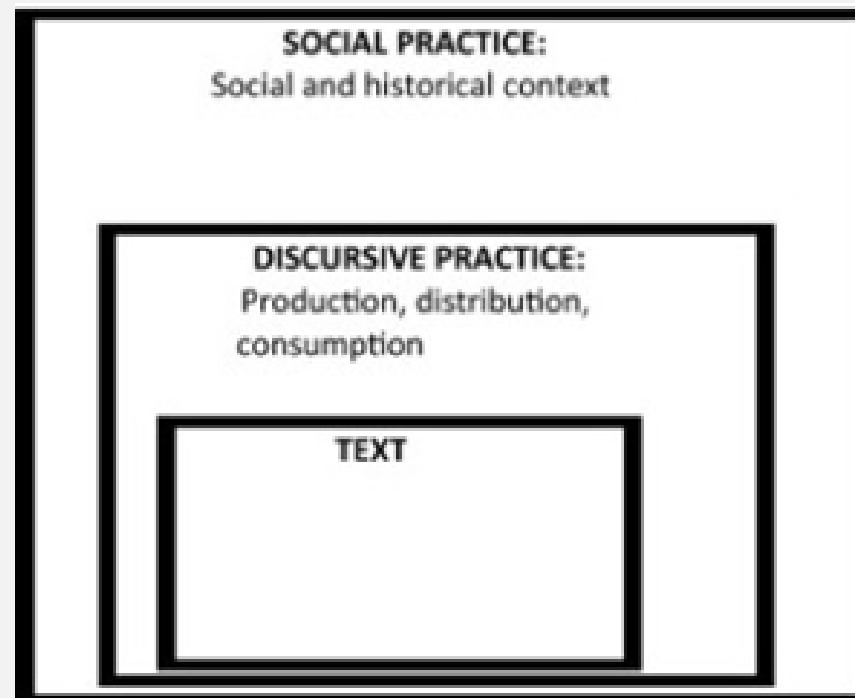 SOCIAL PRACTICE:
Social and historical context
DISCURSIVE PRACTICE:
Production, distribution,
consumption
TEXT